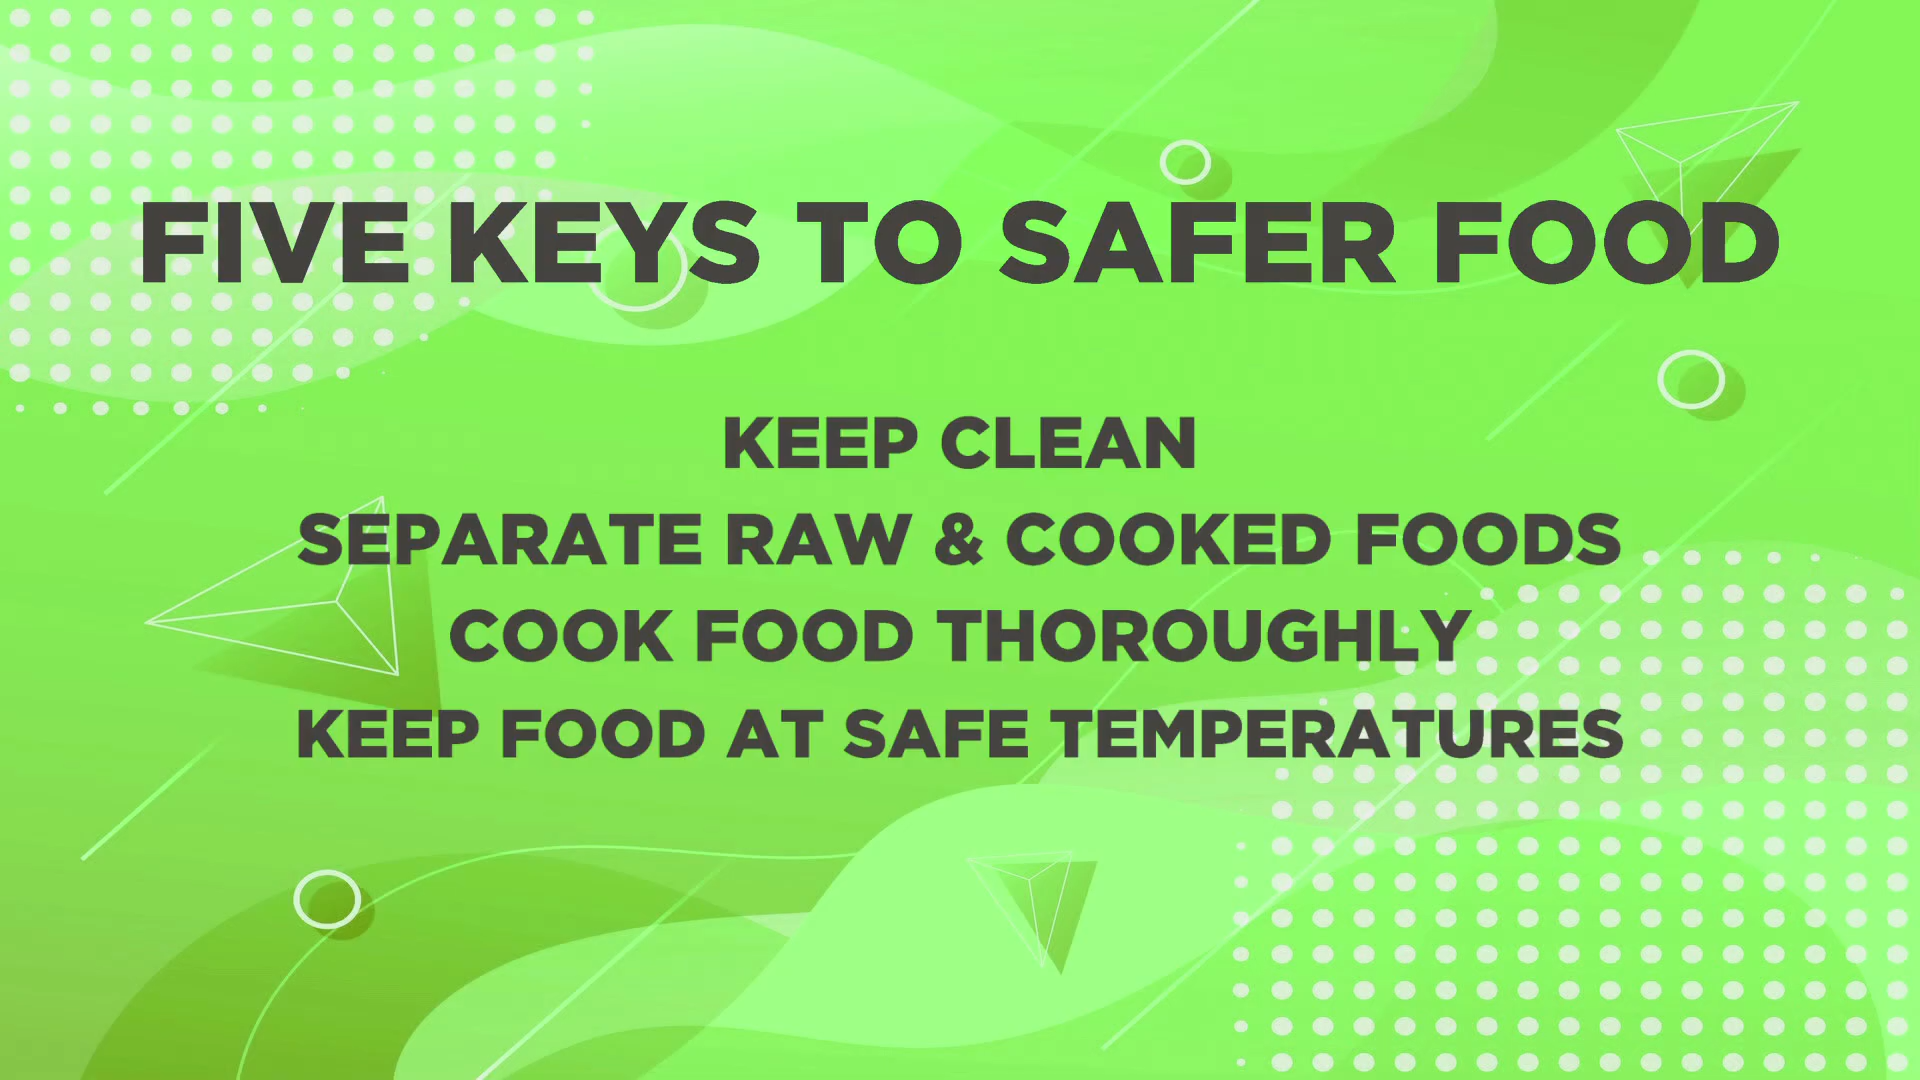 FIVE KEYS TO SAFER FOOD
KEEP CLEAN
SEPARATE RAW & COOKED FOODS
COOK FOOD THOROUGHLY
KEEP FOOD AT SAFE TEMPERATURES